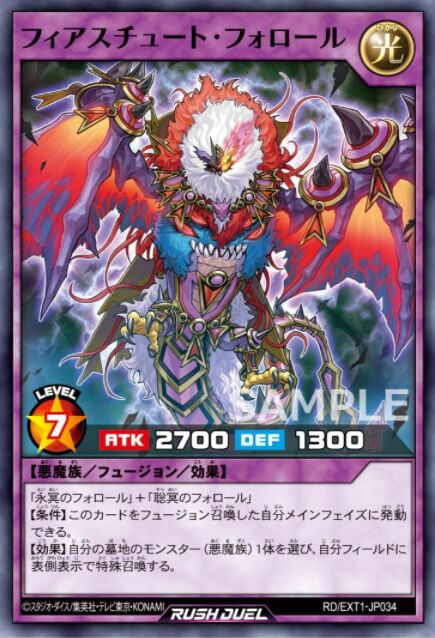 フィアスチュート・フォロール
ひかり
光
SAMPLE
LEVEL
7
ATK 2700 DEF 1300
【悪魔族／フュージョン／効果】
「永冥のフォロール」＋「聡冥のフォロール」
【条件】このカードをフュージョン召喚した自分メインフェイズに発動
できる。
【効果】自分の墓地のモンスター（悪魔族）1体を選び、自分フィールドに
表側表示で特殊召喚する。
©スタジオ・ダイス/集英社・テレビ東京・KONAMI
RUSH DUEL
RD/EXT1-JP034